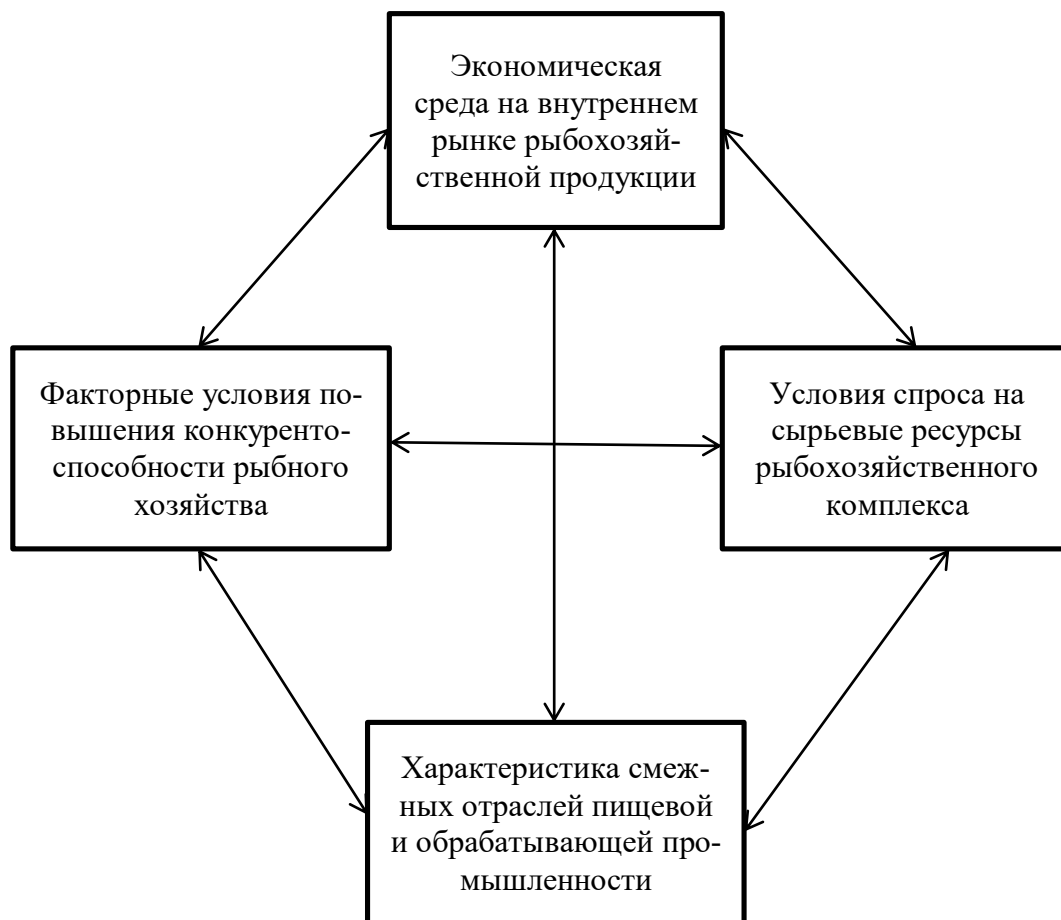 Экономическая
среда на внутреннем
рынке рыбохозяй-
ственной продукции
Факторные условия по-
вышения конкуренто-
способности рыбного
хозяйства
Условия спроса на
сырьевые ресурсы
рыбохозяйственного
комплекса
Характеристика смеж-
ных отраслей пищевой
и обрабатывающей про-
мышленности